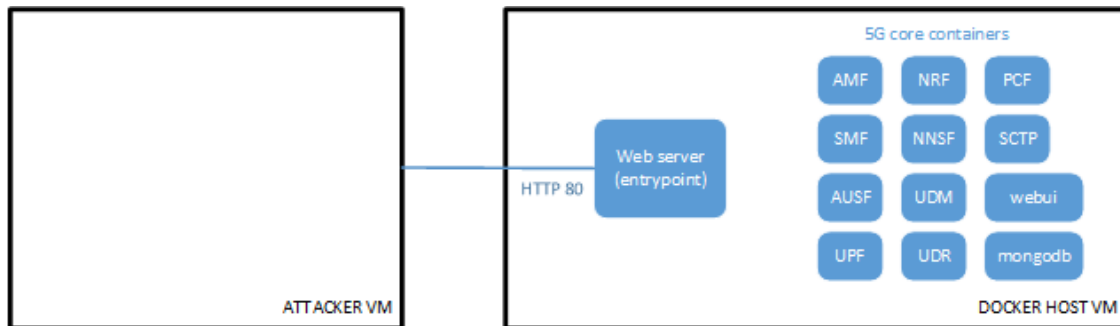 5G core containers
AMF
NRF
PCF
SMF
NNSF
SCTP
Web server
(entrypoint)
HTTP 80
AUSF
UDM
webui
UPF
UDR
mongodb
ATTACKER VM
DOCKER HOST VM